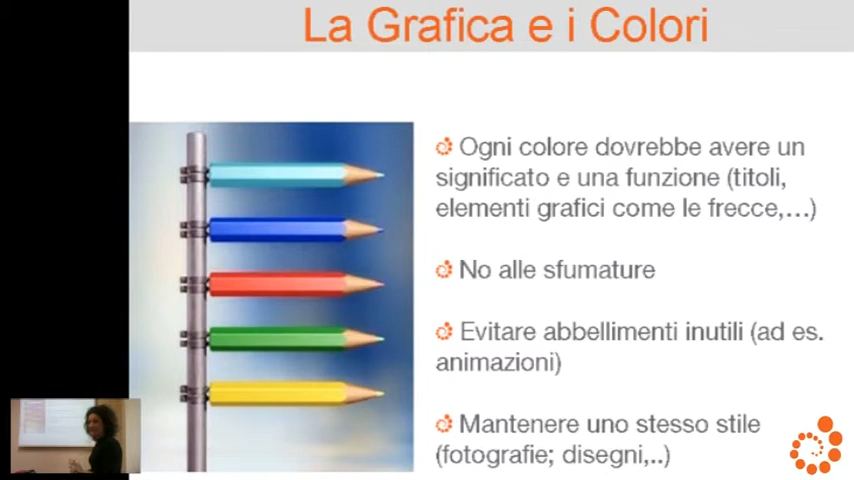 La Grafica e i Colori
Ogni colore dovrebbe avere un
significato e una funzione (titoli,
elementi grafici come le frecce,...)
No alle sfumature
Evitare abbellimenti inutili (ad es.
animazioni)
Mantenere uno stesso stile
(fotografie; disegni,..)